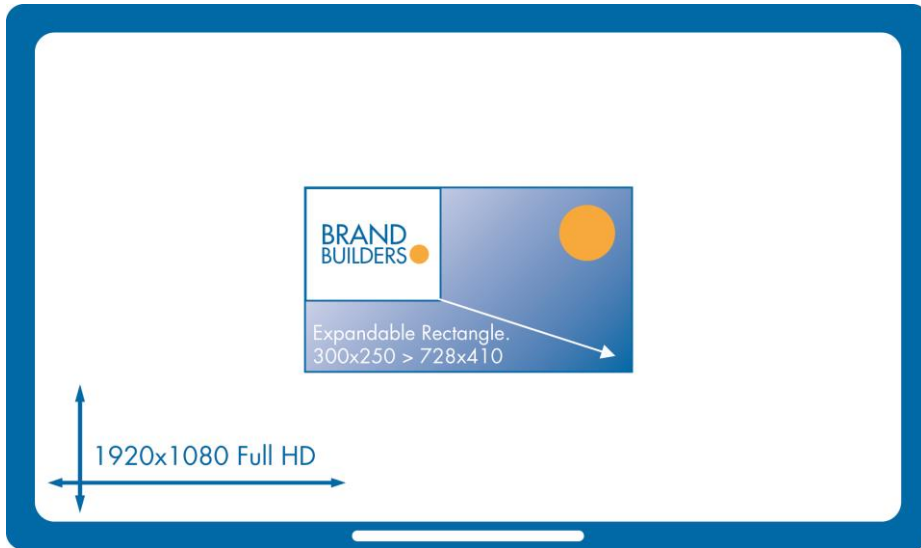 BRAND
BUILDERS
Expandable Rectangle.
300x250 > 728x410
1920x1080 Full HD